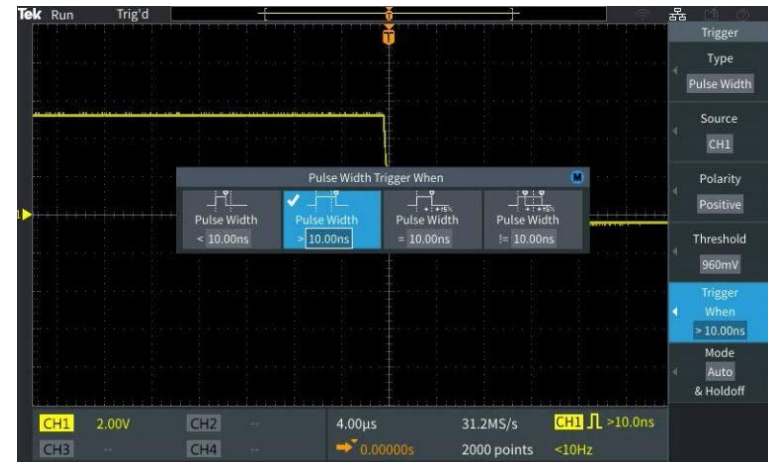 Tek Run Trig'd
T
Trigger
Type
Pulse Width
Source
CH1
Polarity
Positive
Threshold
960mV
Trigger
When
> 10.00ns
Mode
Auto
& Holdoff
Pulse Width Trigger When M
Pulse Width
< 10.00ns
Pulse Width
> 10.00ns
Pulse Width
= 10.00ns
Pulse Width
!= 10.00ns
1
CH1 2.00V CH2 -- 4.00µs 31.2MS/s CH1 >10.0ns
CH3 -- CH4 -- 0.00000s 2000 points <10Hz